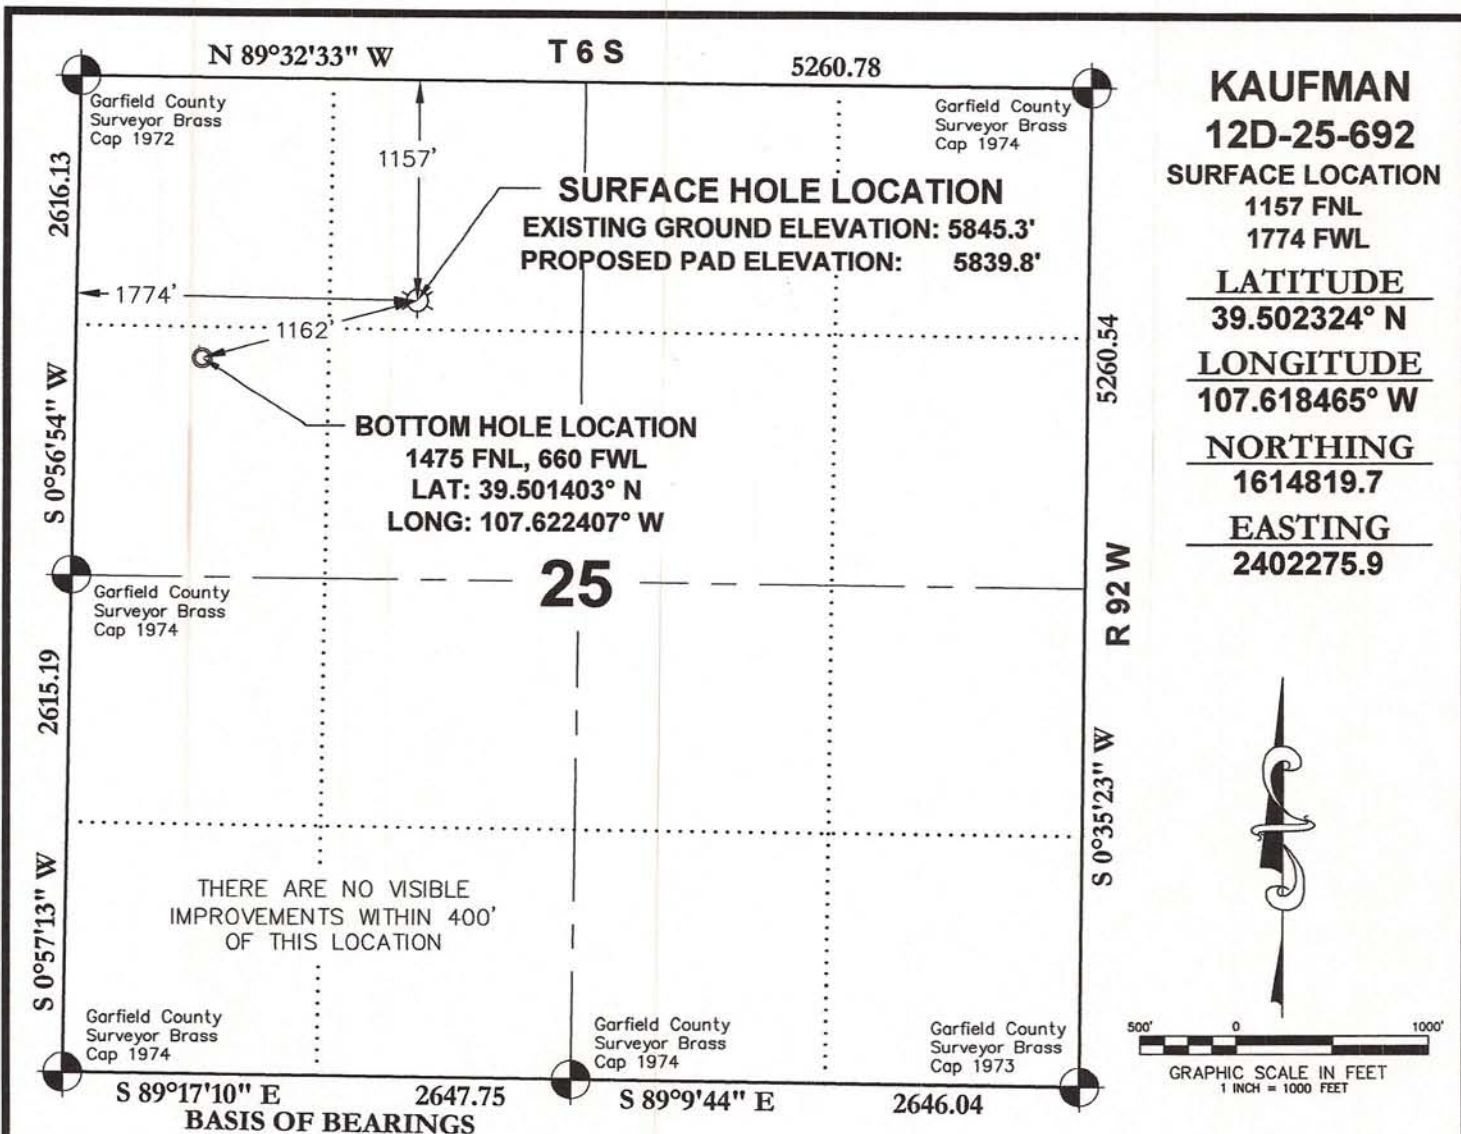 N 89°32'33" W
T 6 S
5260.78
Garfield County
Surveyor Brass
Cap 1972
Garfield County
Surveyor Brass
Cap 1974
2616.13
1157'
SURFACE HOLE LOCATION
EXISTING GROUND ELEVATION: 5845.3'
PROPOSED PAD ELEVATION: 5839.8'
1774'
1162'
S 0°56'54" W
5260.54
BOTTOM HOLE LOCATION
1475 FNL, 660 FWL
LAT: 39.501403° N
LONG: 107.622407° W
25
R 92 W
Garfield County
Surveyor Brass
Cap 1974
2615.19
S 0°35'23" W
S 0°57'13" W
THERE ARE NO VISIBLE
IMPROVEMENTS WITHIN 400'
OF THIS LOCATION
Garfield County
Surveyor Brass
Cap 1974
Garfield County
Surveyor Brass
Cap 1974
Garfield County
Surveyor Brass
Cap 1973
S 89°17'10" E
2647.75
S 89°9'44" E
2646.04
BASIS OF BEARINGS
KAUFMAN
12D-25-692
SURFACE LOCATION
1157 FNL
1774 FWL
LATITUDE
39.502324° N
LONGITUDE
107.618465° W
NORTHING
1614819.7
EASTING
2402275.9
500' 0 1000'
GRAPHIC SCALE IN FEET
1 INCH = 1000 FEET